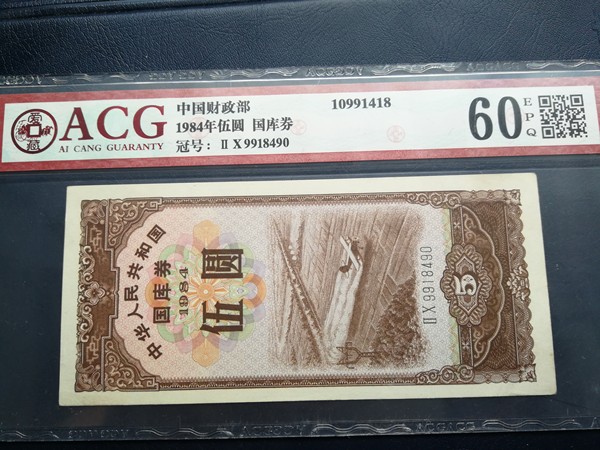 爱藏
ACG
AI CANG GUARANTY
中国财政部
10991418
1984年伍圆 国库券
冠号: ⅡX9918490
60
EPQ
中华人民共和国
国库券
1984
伍圆
ⅡX9918490
5